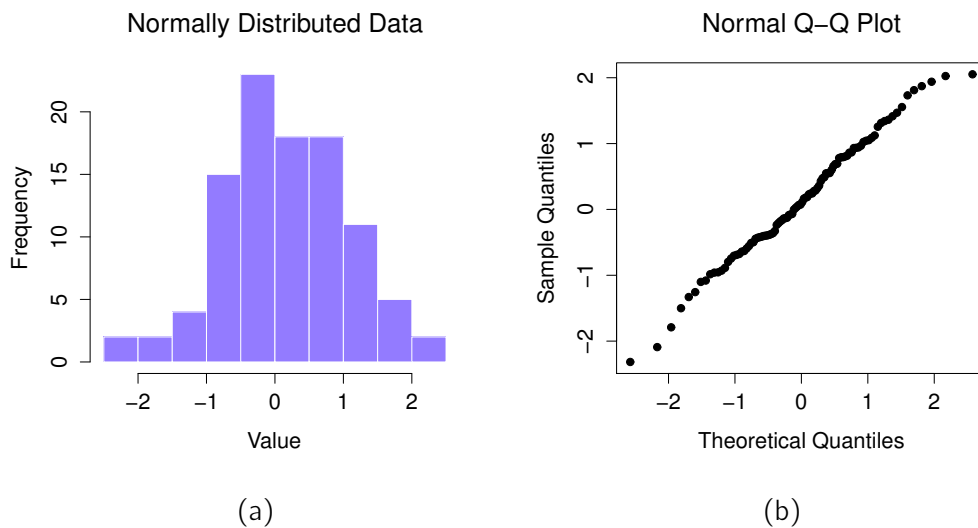 Normally Distributed Data
Frequency
20
15
10
5
0
−2 −1 0 1 2
Value
(a)
Normal Q−Q Plot
Sample Quantiles
2
1
0
−1
−2
−2 −1 0 1 2
Theoretical Quantiles
(b)